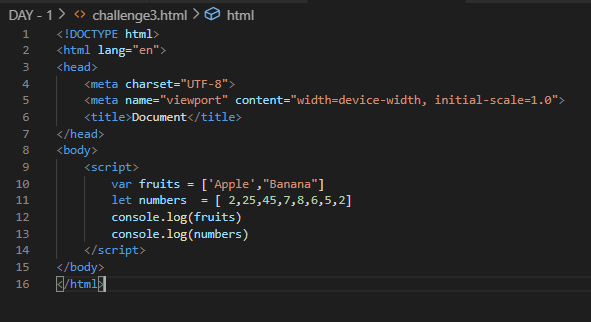 DAY - 1 > <> challenge3.html > html
1 <!DOCTYPE html>
2 <html lang="en">
3 <head>
4 <meta charset="UTF-8">
5 <meta name="viewport" content="width=device-width, initial-scale=1.0">
6 <title>Document</title>
7 </head>
8 <body>
9 <script>
10 var fruits = ['Apple',"Banana"]
11 let numbers  = [ 2,25,45,7,8,6,5,2]
12 console.log(fruits)
13 console.log(numbers)
14 </script>
15 </body>
16 </html>